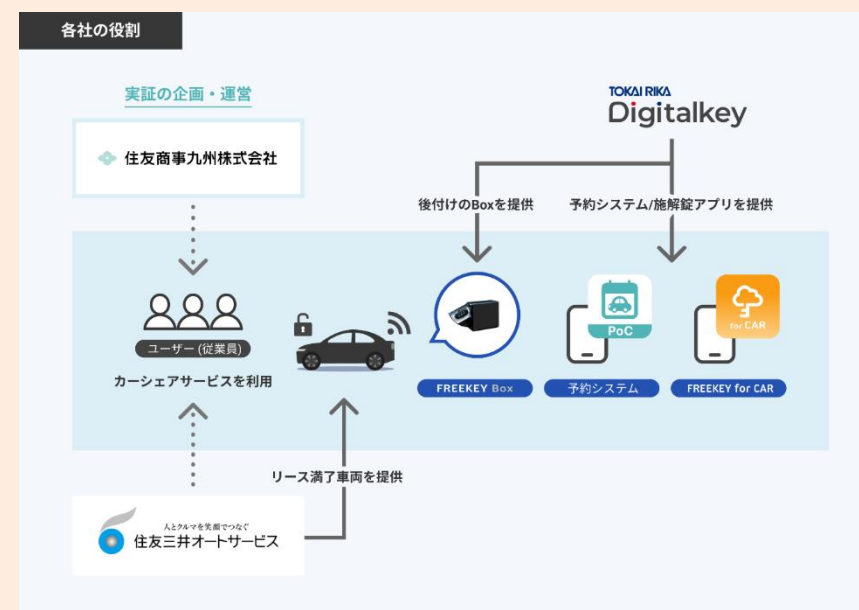 各社の役割
実証の企画・運営
住友商事九州株式会社
TOKAI RIKA
Digitalkey
後付けのBoxを提供
予約システム/施解錠アプリを提供
PoC
for CAR
ユーザー (従業員)
カーシェアサービスを利用
FREEKEY Box
予約システム
FREEKEY for CAR
リース満了車両を提供
人とクルマを笑顔でつなぐ
住友三井オートサービス